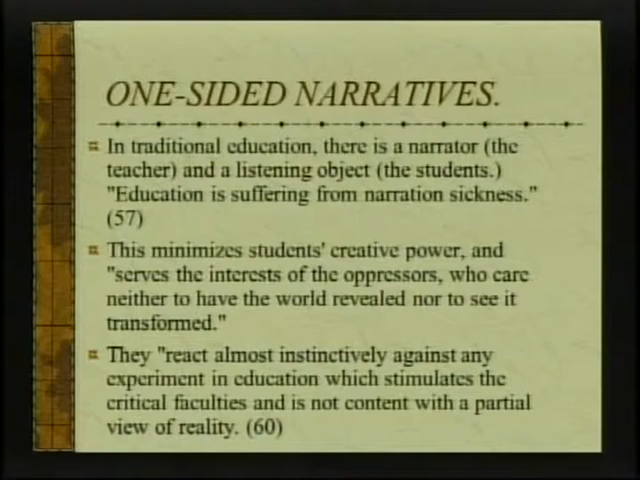 ONE-SIDED NARRATIVES.
In traditional education, there is a narrator (the
teacher) and a listening object (the students.)
"Education is suffering from narration sickness."
(57)
This minimizes students' creative power, and
"serves the interests of the oppressors, who care
neither to have the world revealed nor to see it
transformed."
They "react almost instinctively against any
experiment in education which stimulates the
critical faculties and is not content with a partial
view of reality. (60)